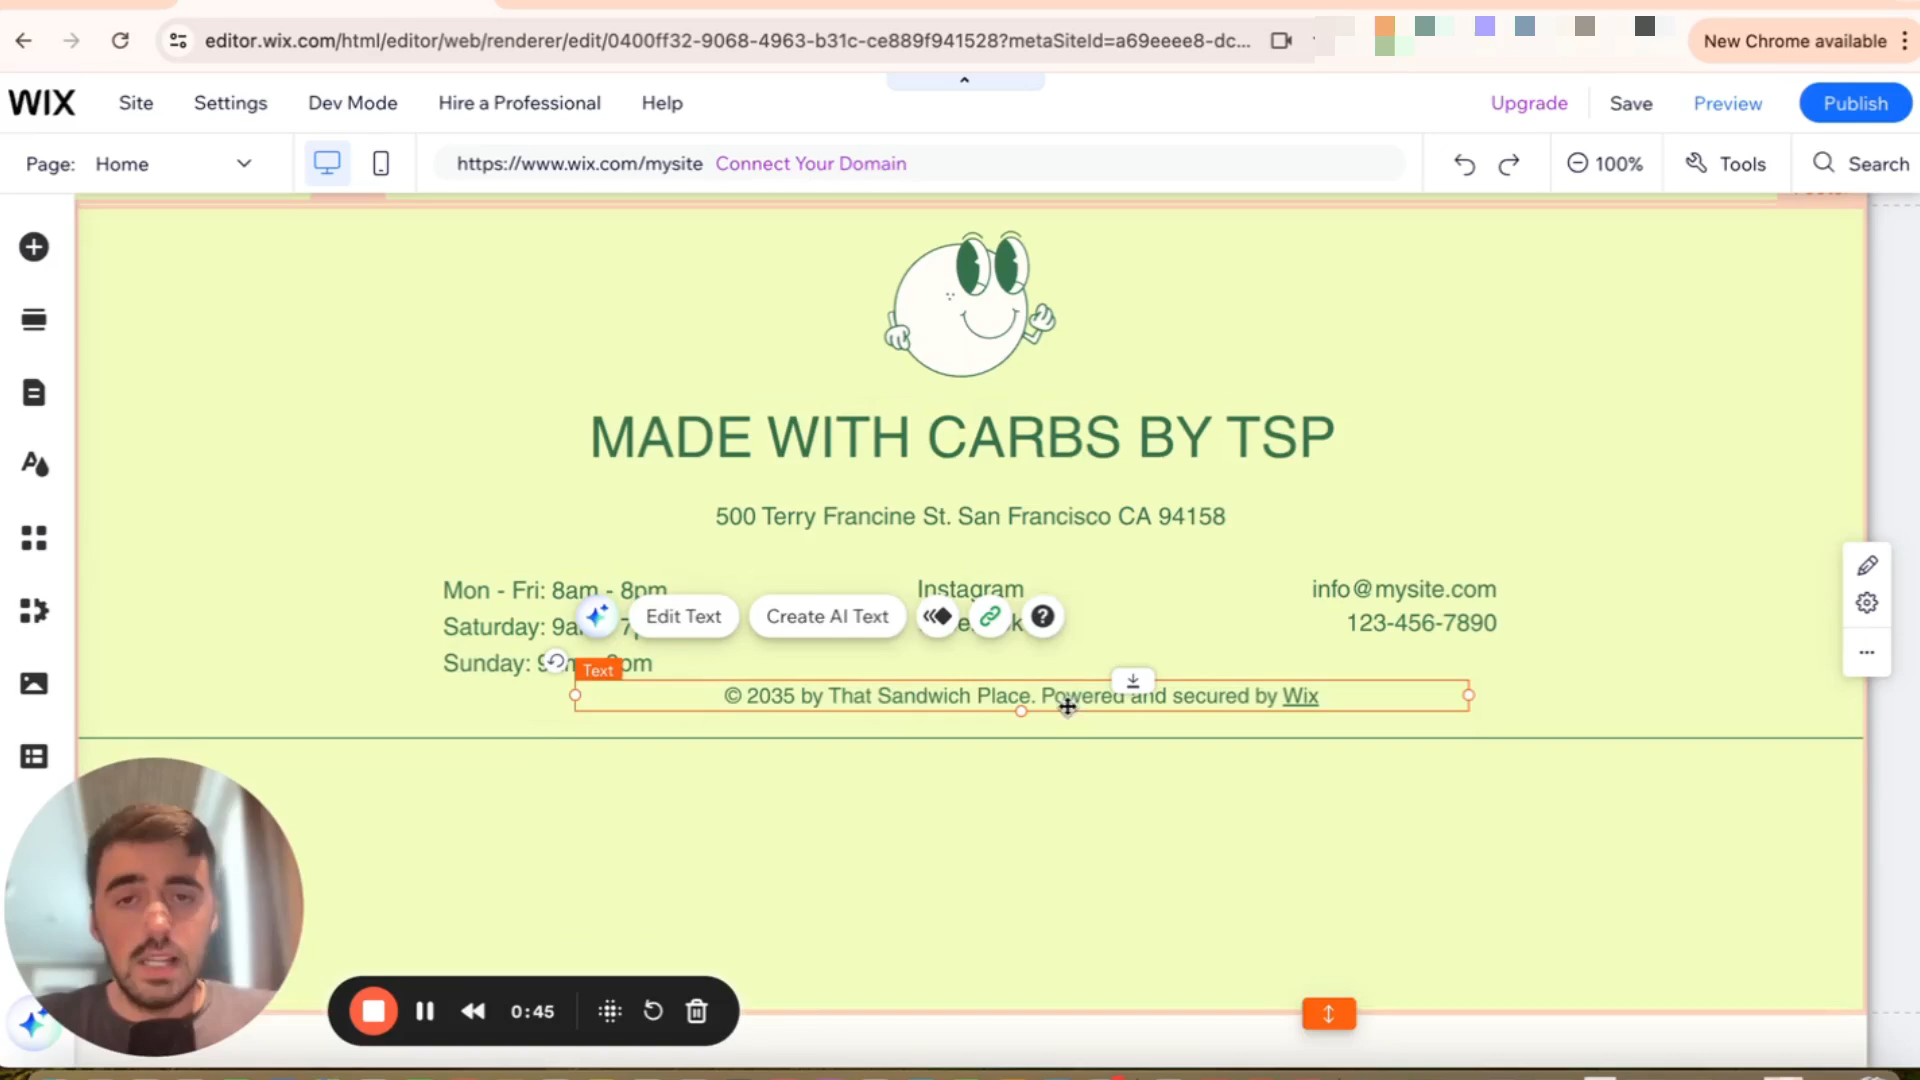 editor.wix.com/html/editor/web/renderer/edit/0400ff32-9068-4963-b31c-ce889f941528?metaSiteId=a69eeee8-dc...
New Chrome available
WIX Site Settings Dev Mode Hire a Professional Help Upgrade Save Preview Publish
Page: Home https://www.wix.com/mysite Connect Your Domain 100% Tools Search
MADE WITH CARBS BY TSP
500 Terry Francine St. San Francisco CA 94158
Mon - Fri: 8am - 8pm Instagram info@mysite.com
Edit Text Create AI Text ?
Saturday: 123-456-7890
Sunday:
Text
© 2035 by That Sandwich Place. Powered and secured by Wix
0:45